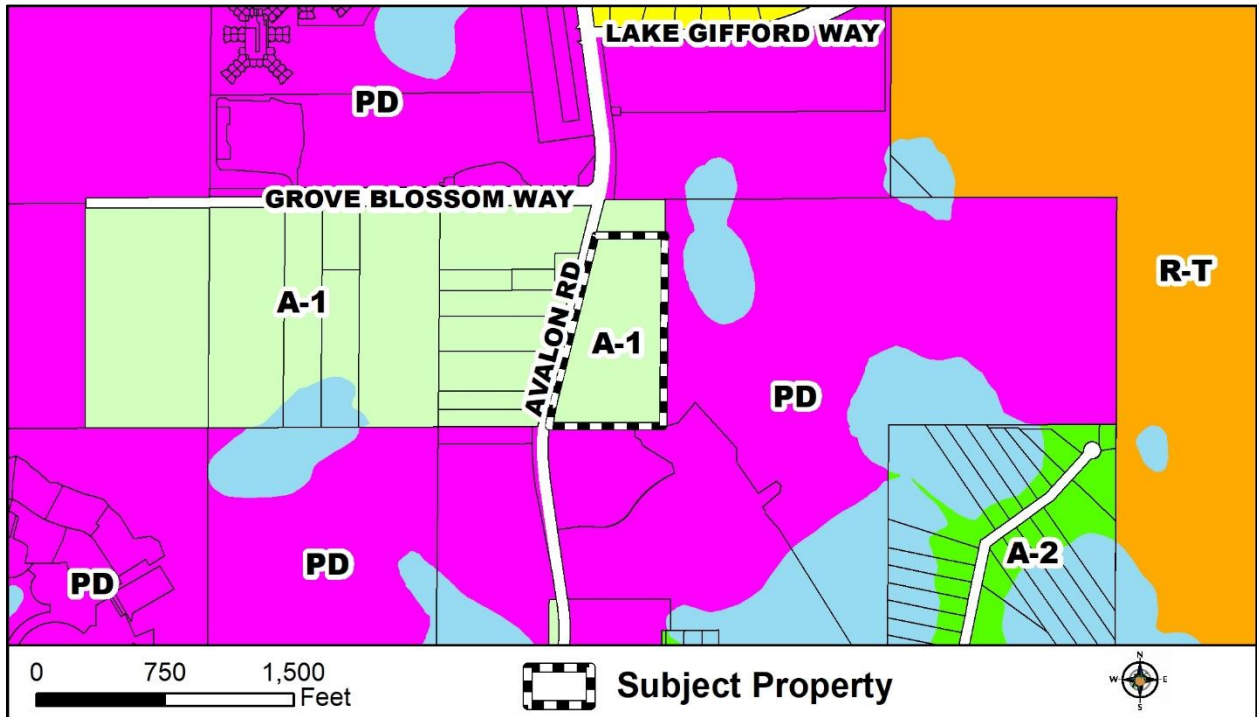 LAKE GIFFORD WAY
PD
GROVE BLOSSOM WAY
R-T
A-1
AVALON RD
A-1
PD
A-2
PD
PD
0 750 1,500
Feet
Subject Property
N
W E
S